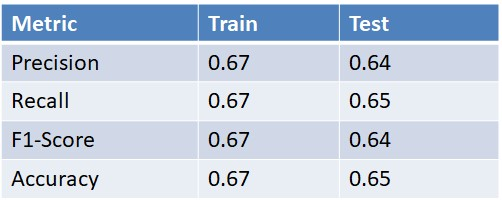 Metric Train Test
Precision 0.67 0.64
Recall 0.67 0.65
F1-Score 0.67 0.64
Accuracy 0.67 0.65